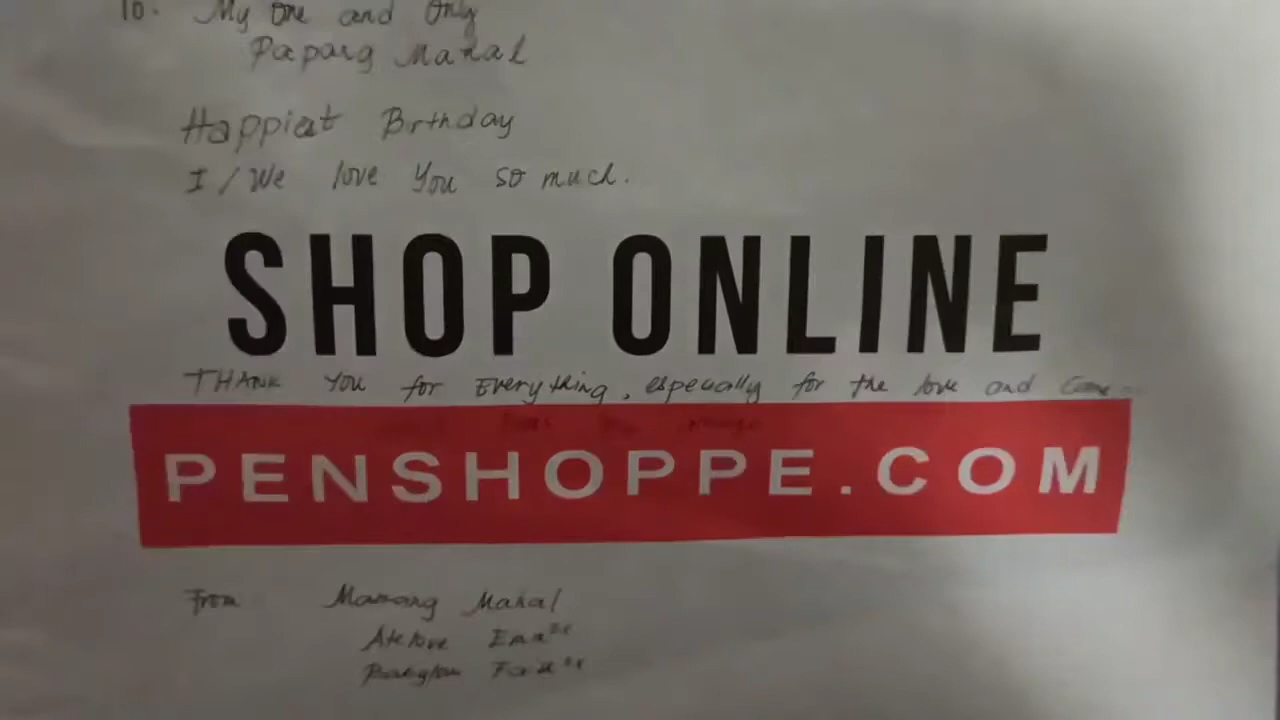 To: My One and Only
Papang Mahal
Happiest Birthday
I / We love You so much.
SHOP ONLINE
THANK You for Everything, especially for the love and
PENSHOPPE.COM
From Mamang Mahal
Atelove